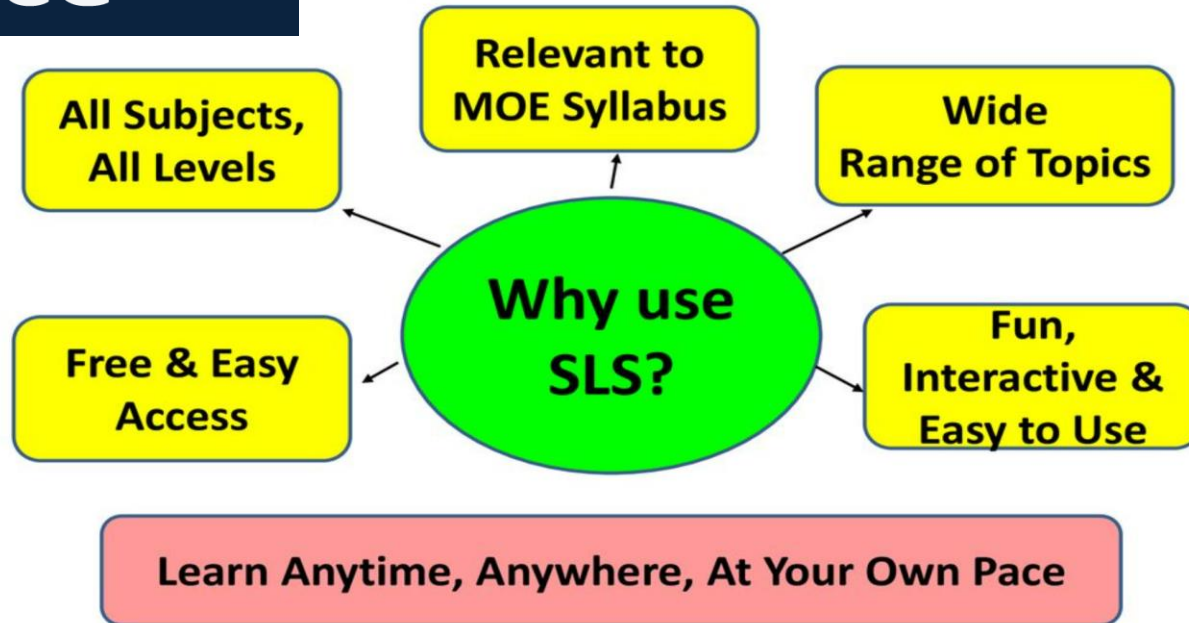 Relevant to
MOE Syllabus
All Subjects,
All Levels
Wide
Range of Topics
Why use
SLS?
Free & Easy
Access
Fun,
Interactive &
Easy to Use
Learn Anytime, Anywhere, At Your Own Pace